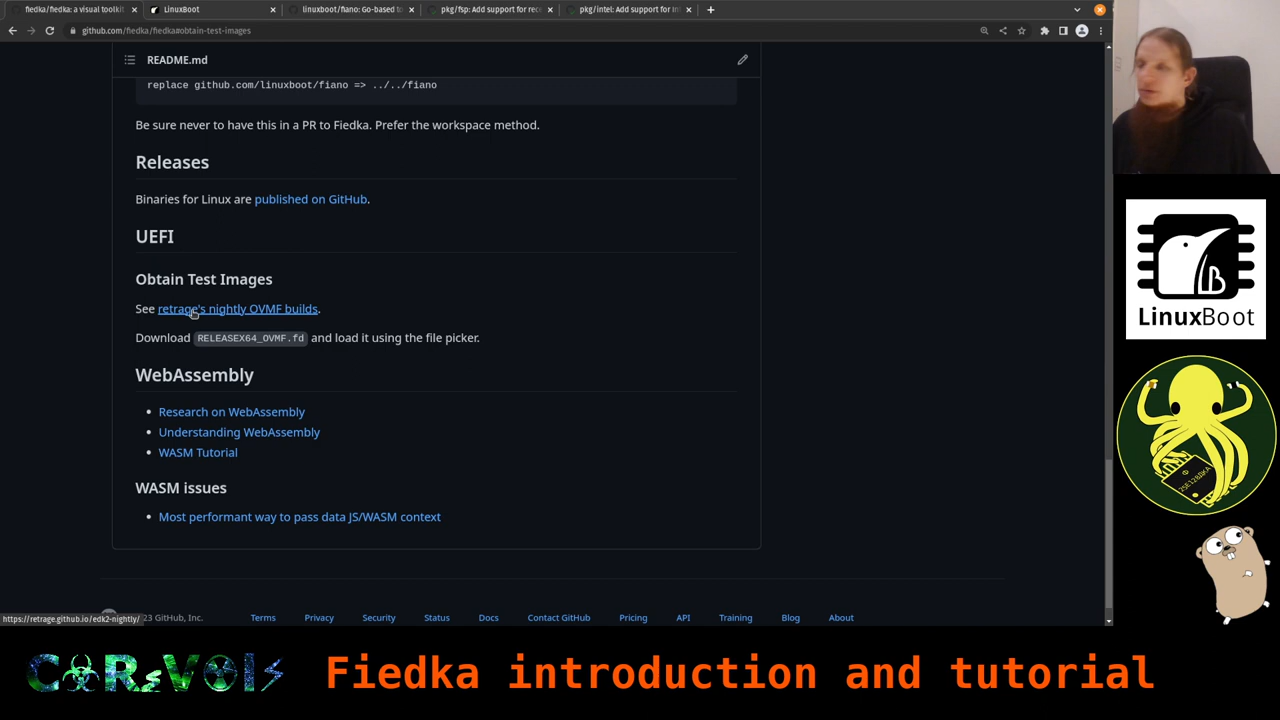 fiedka/fiedka: a visual toolkit
LinuxBoot
linuxboot/fiano: Go-based to
pkg/fsp: Add support for rec
pkg/intel: Add support for m
github.com/fiedka/fiedka#obtain-test-images
README.md
replace github.com/linuxboot/fiano => ../../fiano
Be sure never to have this in a PR to Fiedka. Prefer the workspace method.
Releases
Binaries for Linux are published on GitHub.
UEFI
Obtain Test Images
See retrage's nightly OVMF builds.
Download RELEASEX64_OVMF.fd and load it using the file picker.
WebAssembly
Research on WebAssembly
Understanding WebAssembly
WASM Tutorial
WASM issues
Most performant way to pass data JS/WASM context
23 GitHub, Inc. Terms Privacy Security Status Docs Contact GitHub Pricing API Training Blog About
https://retrage.github.io/edk2-nightly/
LB
LinuxBoot
Fiedka introduction and tutorial